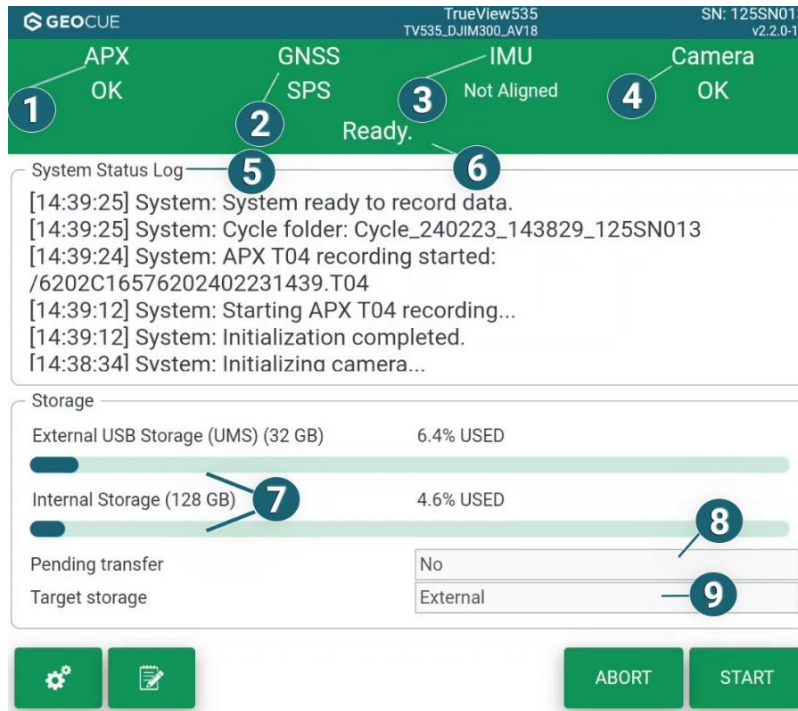 GEOCUE
TrueView535
TV535_DJIM300_AV18
SN: 125SN013
v2.2.0-1
APX
GNSS
IMU
Camera
OK
SPS
Not Aligned
OK
1
2
3
4
Ready.
5
6
System Status Log
[14:39:25] System: System ready to record data.
[14:39:25] System: Cycle folder: Cycle_240223_143829_125SN013
[14:39:24] System: APX T04 recording started:
/6202C16576202402231439.T04
[14:39:12] System: Starting APX T04 recording...
[14:39:12] System: Initialization completed.
[14:38:34] System: Initializing camera...
Storage
External USB Storage (UMS) (32 GB)
6.4% USED
Internal Storage (128 GB)
7
4.6% USED
8
Pending transfer
No
Target storage
External
9
ABORT
START